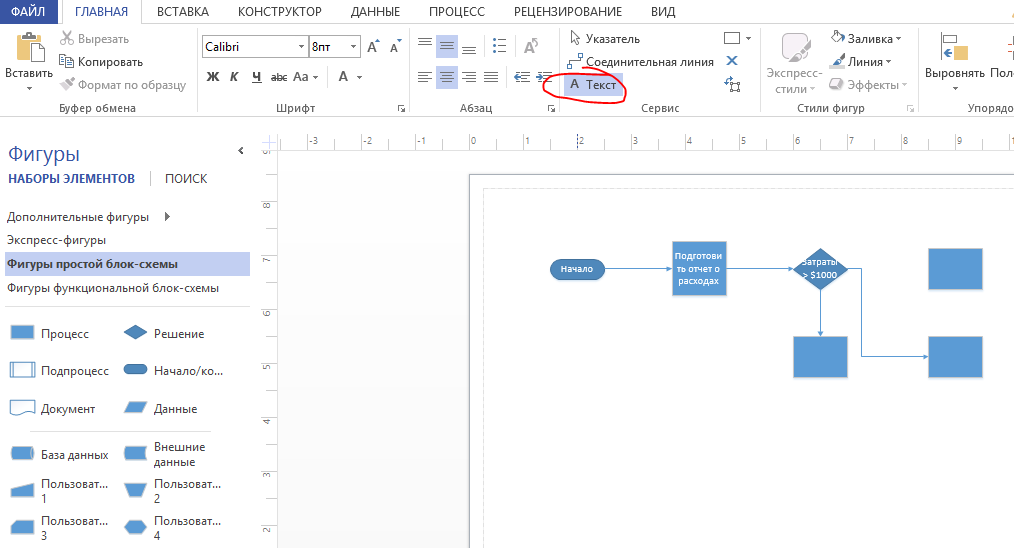 ФАЙЛ ГЛАВНАЯ ВСТАВКА КОНСТРУКТОР ДАННЫЕ ПРОЦЕСС РЕЦЕНЗИРОВАНИЕ ВИД
Вставить
Вырезать
Копировать
Формат по образцу
Буфер обмена
Calibri 8пт A A
Ж К Ч abc Aa A
Шрифт
A
Абзац
Указатель
Соединительная линия
A Текст
Сервис
Экспресс-
стили
Заливка
Линия
Эффекты
Стили фигур
Выровнять
Упорядо
Фигуры
НАБОРЫ ЭЛЕМЕНТОВ ПОИСК
Дополнительные фигуры
Экспресс-фигуры
Фигуры простой блок-схемы
Фигуры функциональной блок-схемы
Процесс Решение
Подпроцесс Начало/ко...
Документ Данные
База данных Внешние
данные
Пользоват...
1
Пользоват...
2
Пользоват...
3
Пользоват...
4
-3 -2 -1 0 1 2 3 4 5 6 7 8 9
8
7
6
5
4
3
2
Начало
Подготови
ть отчет о
расходах
Затраты
> $1000